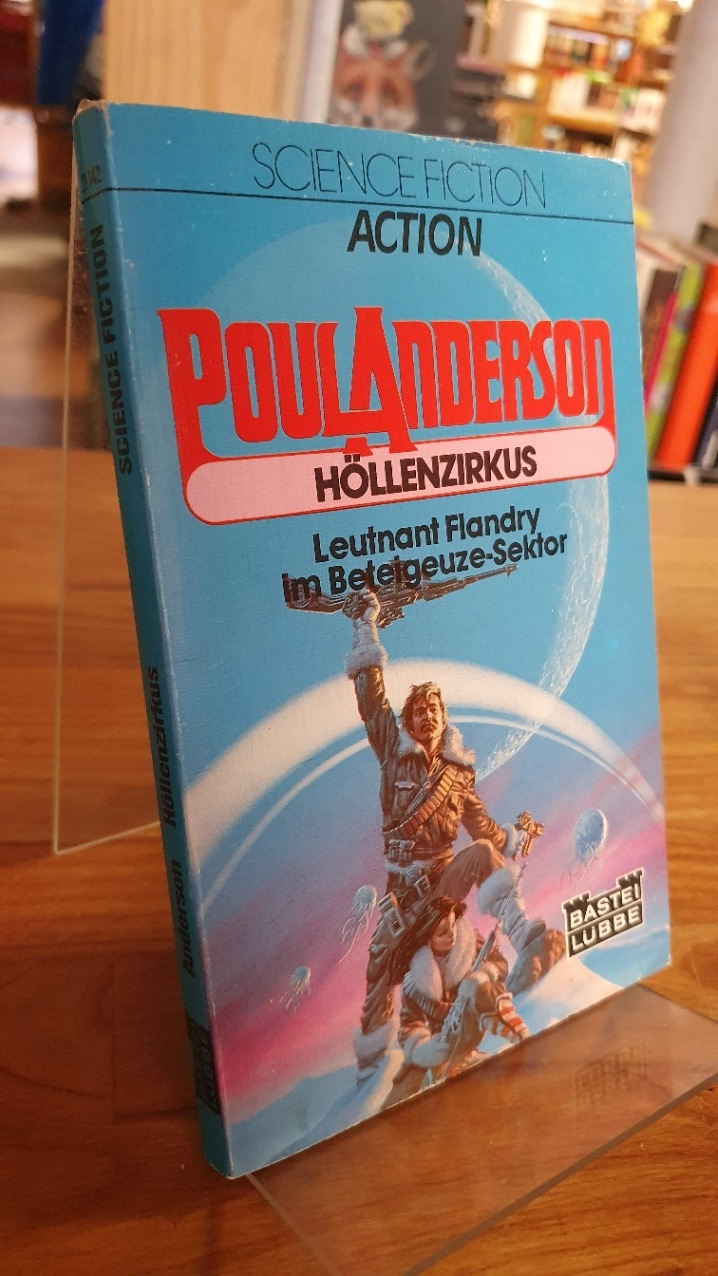 SCIENCE FICTION
ACTION
POUL ANDERSON
HÖLLENZIRKUS
Leutnant Flandry
im Beteigeuze-Sektor
BASTEI
LÜBBE
SCIENCE FICTION
Anderson Höllenzirkus